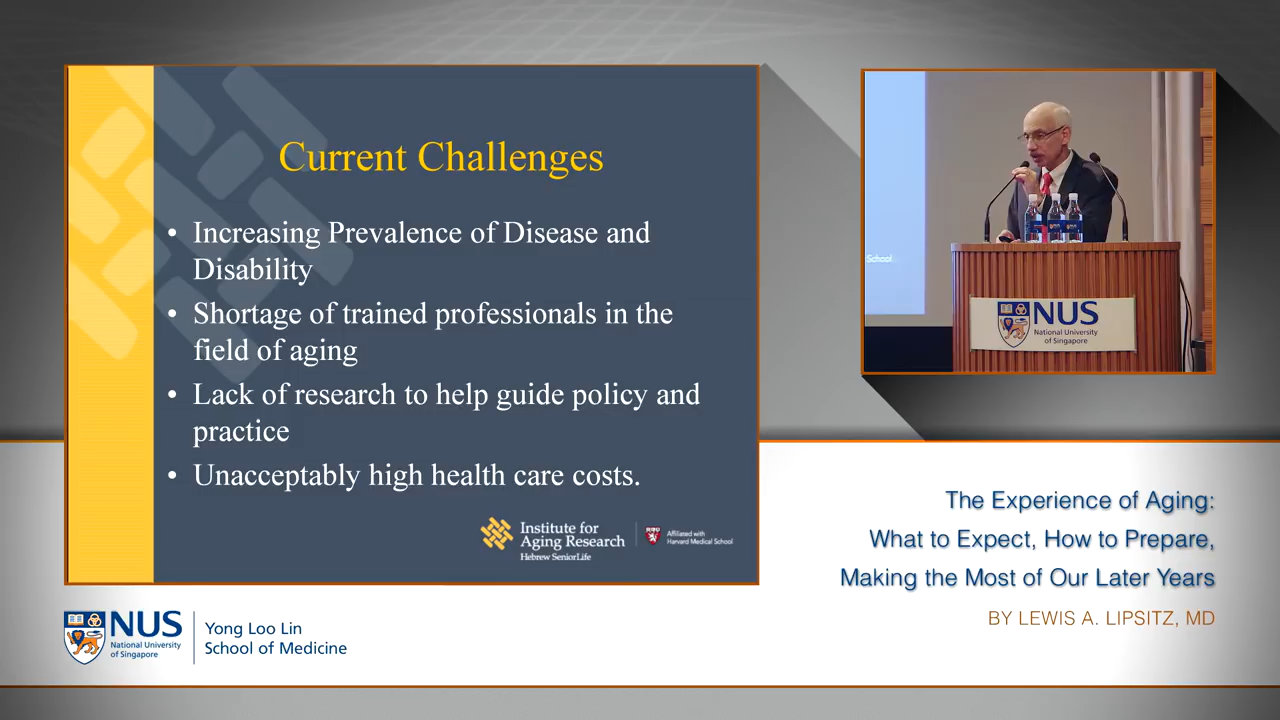 Current Challenges
• Increasing Prevalence of Disease and
Disability
• Shortage of trained professionals in the
field of aging
• Lack of research to help guide policy and
practice
• Unacceptably high health care costs.
Institute for
Aging Research
Hebrew SeniorLife
Affiliated with
Harvard Medical School
School
NUS
National University
of Singapore
The Experience of Aging:
What to Expect, How to Prepare,
Making the Most of Our Later Years
BY LEWIS A. LIPSITZ, MD
NUS
National University
of Singapore
Yong Loo Lin
School of Medicine